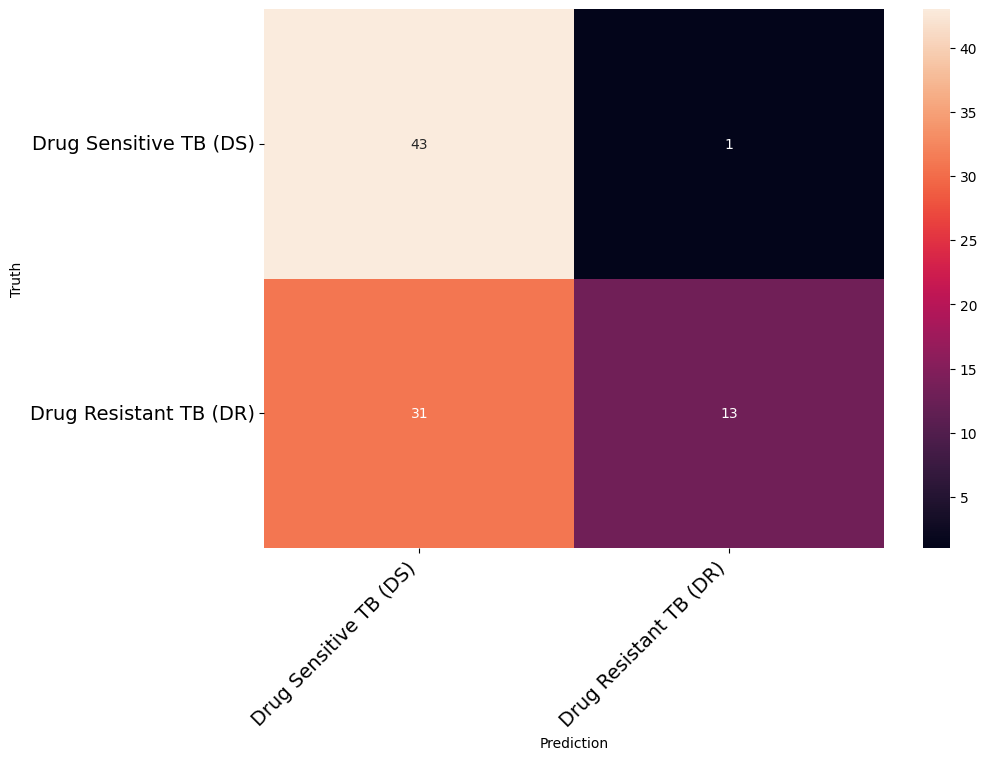 Drug Sensitive TB (DS)
43
1
Truth
Drug Resistant TB (DR)
31
13
Drug Sensitive TB (DS)
Drug Resistant TB (DR)
Prediction
40
35
30
25
20
15
10
5